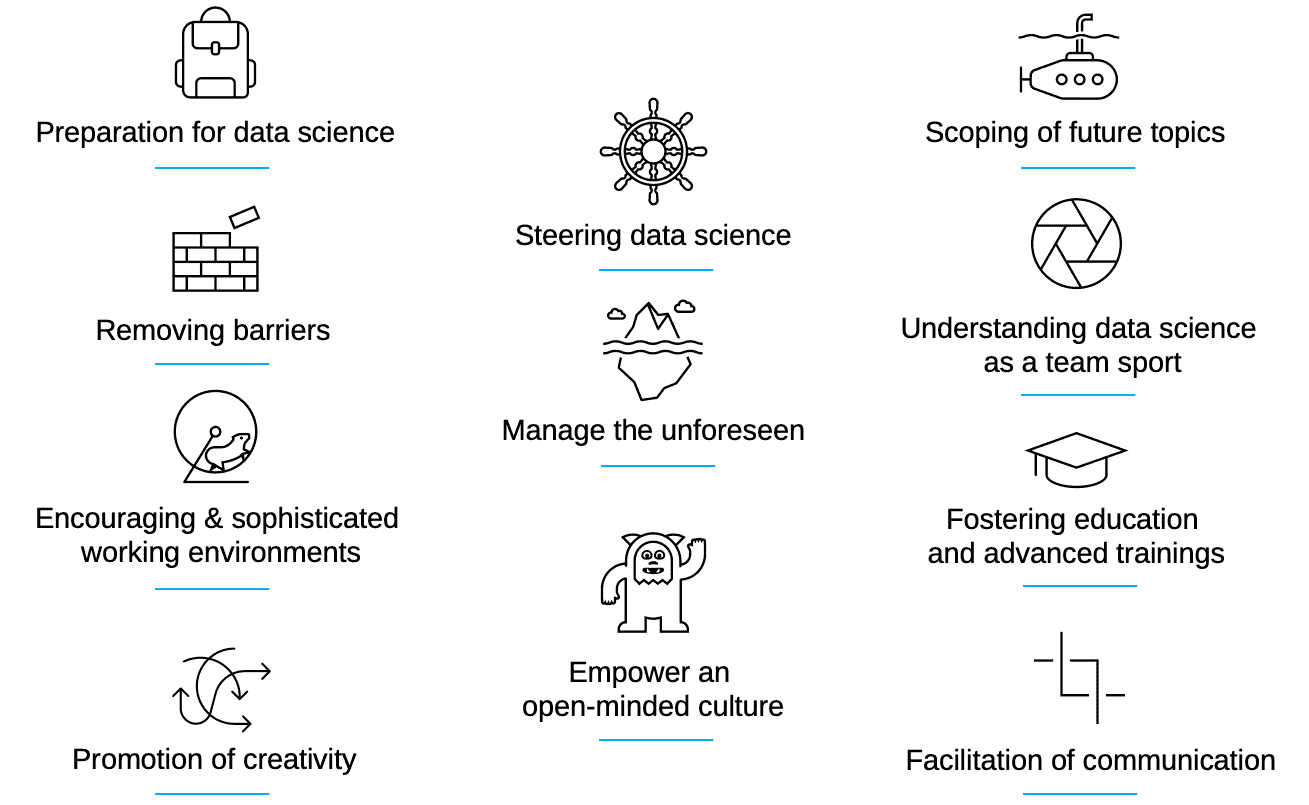 Preparation for data science
Removing barriers
Encouraging & sophisticated
working environments
Promotion of creativity
Steering data science
Manage the unforeseen
Empower an
open-minded culture
Scoping of future topics
Understanding data science
as a team sport
Fostering education
and advanced trainings
Facilitation of communication